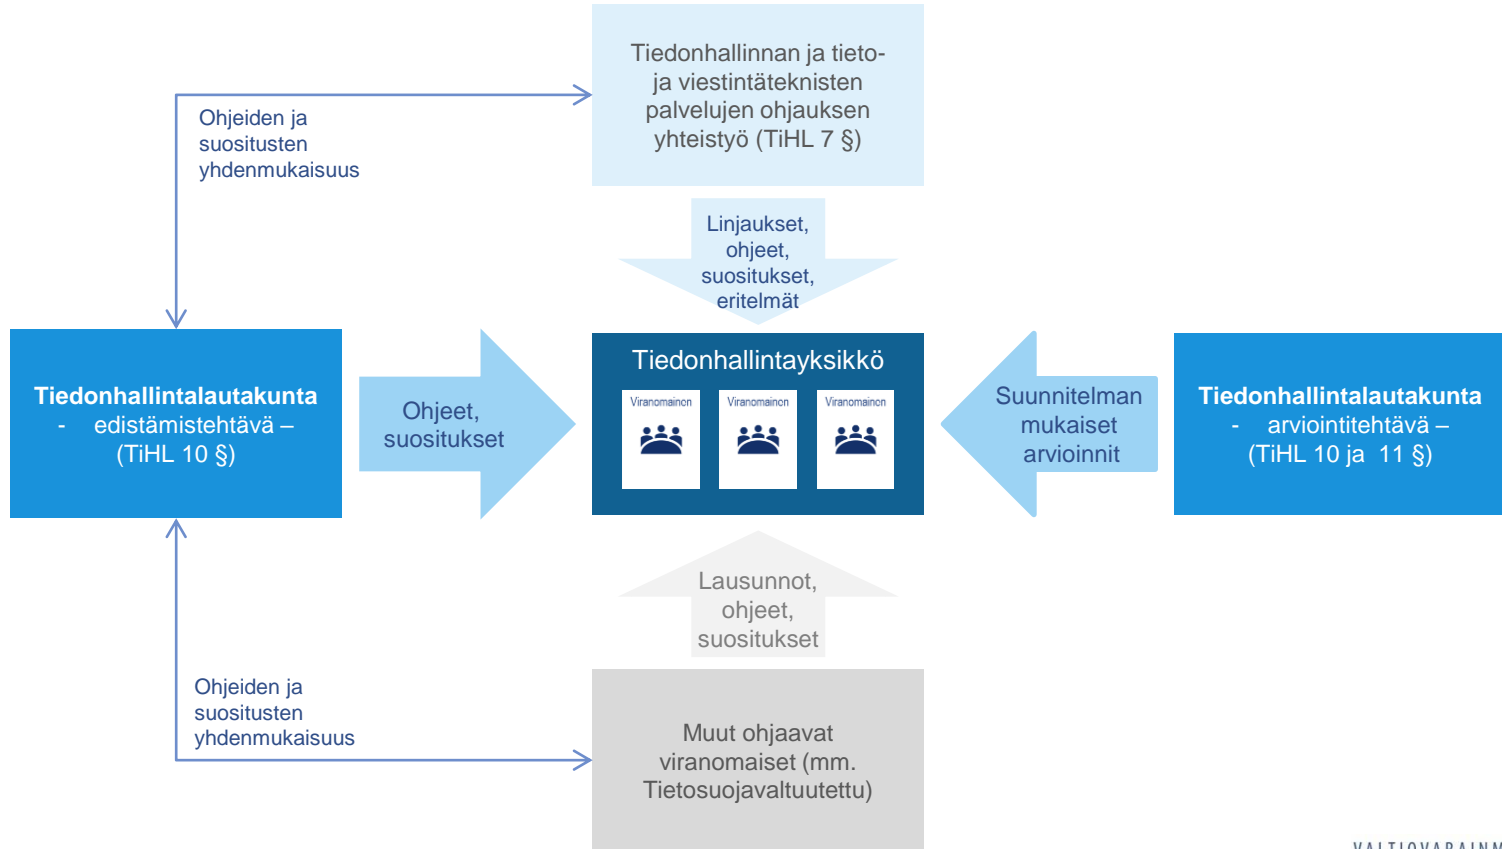 Tiedonhallinnan ja tieto-
ja viestintäteknisten
palvelujen ohjauksen
yhteistyö (TiHL 7 §)
Ohjeiden ja
suositusten
yhdenmukaisuus
Linjaukset,
ohjeet,
suositukset,
eritelmät
Tiedonhallintalautakunta
- edistämistehtävä –
(TiHL 10 §)
Ohjeet,
suositukset
Tiedonhallintayksikkö
Viranomainen
Viranomainen
Viranomainen
Suunnitelman
mukaiset
arvioinnit
Tiedonhallintalautakunta
- arviointitehtävä –
(TiHL 10 ja 11 §)
Lausunnot,
ohjeet,
suositukset
Ohjeiden ja
suositusten
yhdenmukaisuus
Muut ohjaavat
viranomaiset (mm.
Tietosuojavaltuutettu)